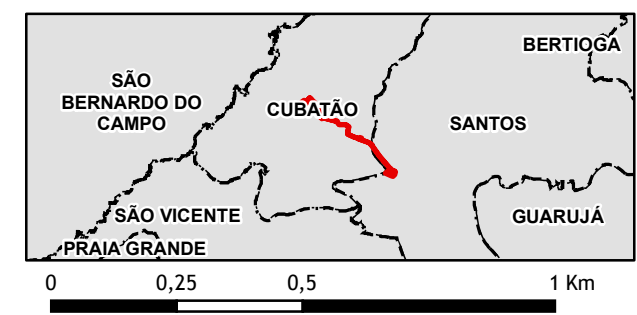 BERTIOGA
SÃO
BERNARDO DO
CAMPO
CUBATÃO
SANTOS
SÃO VICENTE
GUARUJÁ
PRAIA GRANDE
0 0,25 0,5 1 Km